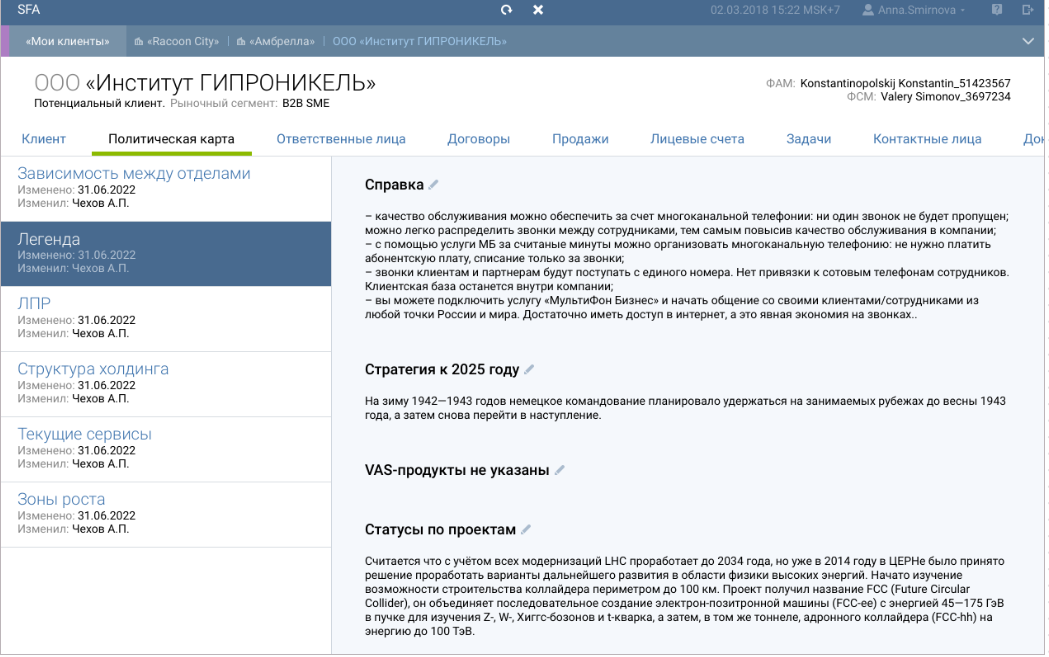 SFA
02.03.2018 15:22 MSK+7 Anna.Smirnova
«Мои клиенты» «Racoon City» «Амбрелла» ООО «Институт ГИПРОНИКЕЛЬ»
ООО «Институт ГИПРОНИКЕЛЬ»
Потенциальный клиент. Рыночный сегмент: B2B SME
ФАМ: Konstantinopolskij Konstantin_51423567
ФСМ: Valery Simonov_3697234
Клиент Политическая карта Ответственные лица Договоры Продажи Лицевые счета Задачи Контактные лица Док
Зависимость между отделами
Изменено: 31.06.2022
Изменил: Чехов А.П.
Легенда
Изменено: 31.06.2022
Изменил: Чехов А.П.
ЛПР
Изменено: 31.06.2022
Изменил: Чехов А.П.
Структура холдинга
Изменено: 31.06.2022
Изменил: Чехов А.П.
Текущие сервисы
Изменено: 31.06.2022
Изменил: Чехов А.П.
Зоны роста
Изменено: 31.06.2022
Изменил: Чехов А.П.
Справка
– качество обслуживания можно обеспечить за счет многоканальной телефонии: ни один звонок не будет пропущен;
можно легко распределить звонки между сотрудниками, тем самым повысив качество обслуживания в компании;
– с помощью услуги МБ за считаные минуты можно организовать многоканальную телефонию: не нужно платить
абонентскую плату, списание только за звонки;
– звонки клиентам и партнерам будут поступать с единого номера. Нет привязки к сотовым телефонам сотрудников.
Клиентская база останется внутри компании;
– вы можете подключить услугу «МультиФон Бизнес» и начать общение со своими клиентами/сотрудниками из
любой точки России и мира. Достаточно иметь доступ в интернет, а это явная экономия на звонках..
Стратегия к 2025 году
На зиму 1942—1943 годов немецкое командование планировало удержаться на занимаемых рубежах до весны 1943
года, а затем снова перейти в наступление.
VAS-продукты не указаны
Статусы по проектам
Считается что с учётом всех модернизаций LHC проработает до 2034 года, но уже в 2014 году в ЦЕРНе было принято
решение проработать варианты дальнейшего развития в области физики высоких энергий. Начато изучение
возможности строительства коллайдера периметром до 100 км. Проект получил название FCC (Future Circular
Collider), он объединяет последовательное создание электрон-позитронной машины (FCC-ee) с энергией 45—175 ГэВ
в пучке для изучения Z-, W-, Хиггс-бозонов и t-кварка, а затем, в том же тоннеле, адронного коллайдера (FCC-hh) на
энергию до 100 ТэВ.